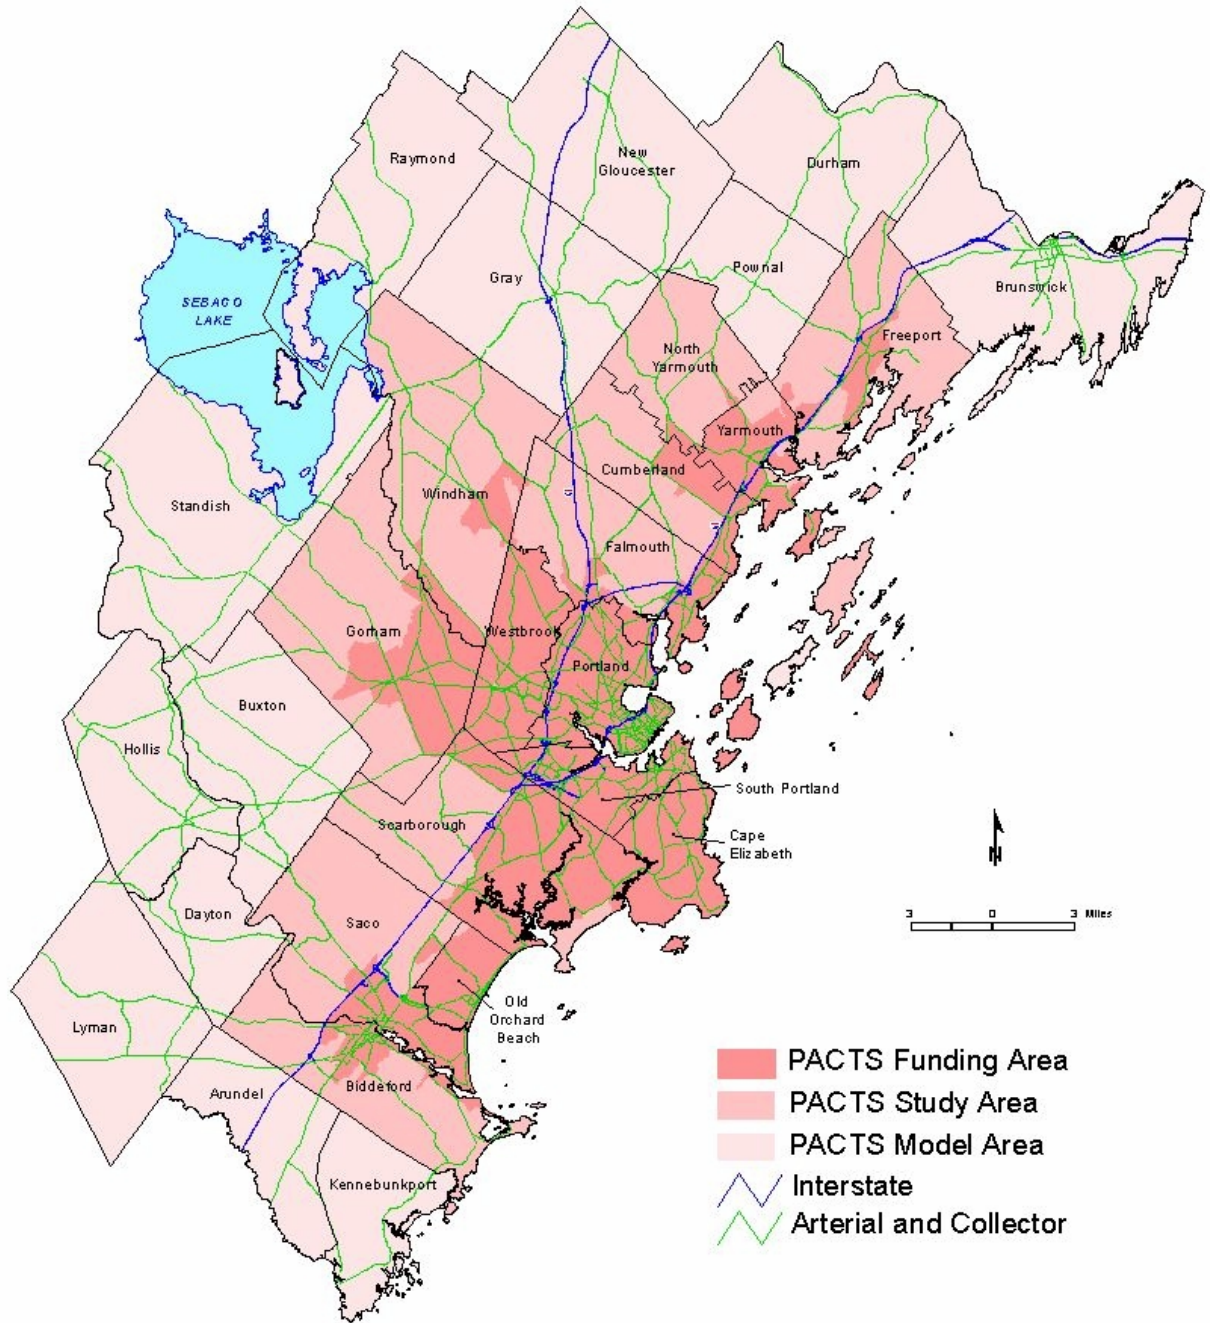 Raymond
New
Gloucester
Durham
SEBAGO
LAKE
Gray
Pownal
Brunswick
Freeport
North
Yarmouth
Yarmouth
Cumberland
Windham
Standish
Falmouth
Gorham
Westbrook
Portland
Buxton
Hollis
South Portland
Scarborough
Cape
Elizabeth
Dayton
Saco
N
3 0 3 Miles
Old
Orchard
Beach
Lyman
Arundel
Biddeford
Kennebunkport
PACTS Funding Area
PACTS Study Area
PACTS Model Area
Interstate
Arterial and Collector